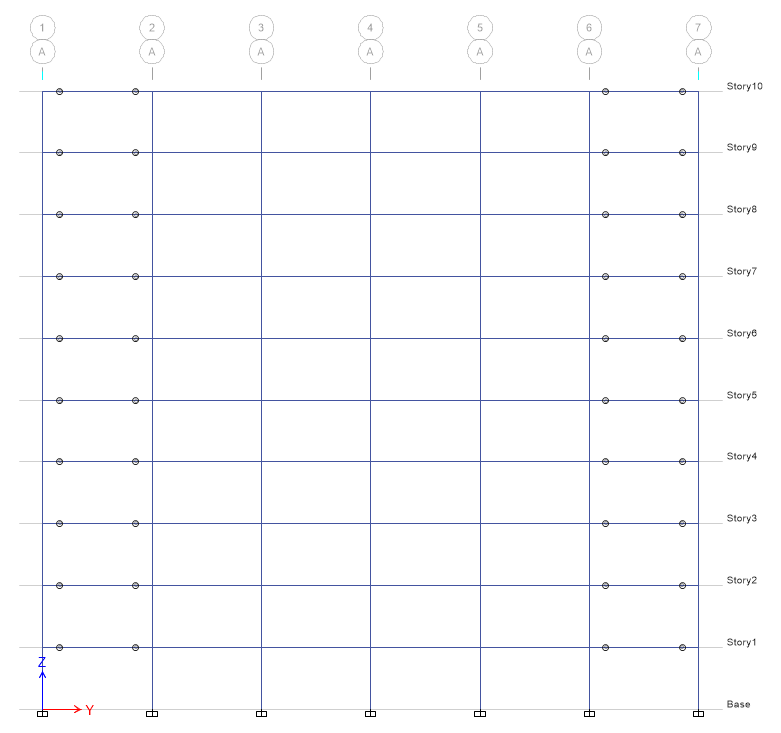 1 2 3 4 5 6 7
A A A A A A A
Story10
Story9
Story8
Story7
Story6
Story5
Story4
Story3
Story2
Story1
Z
Base
Y